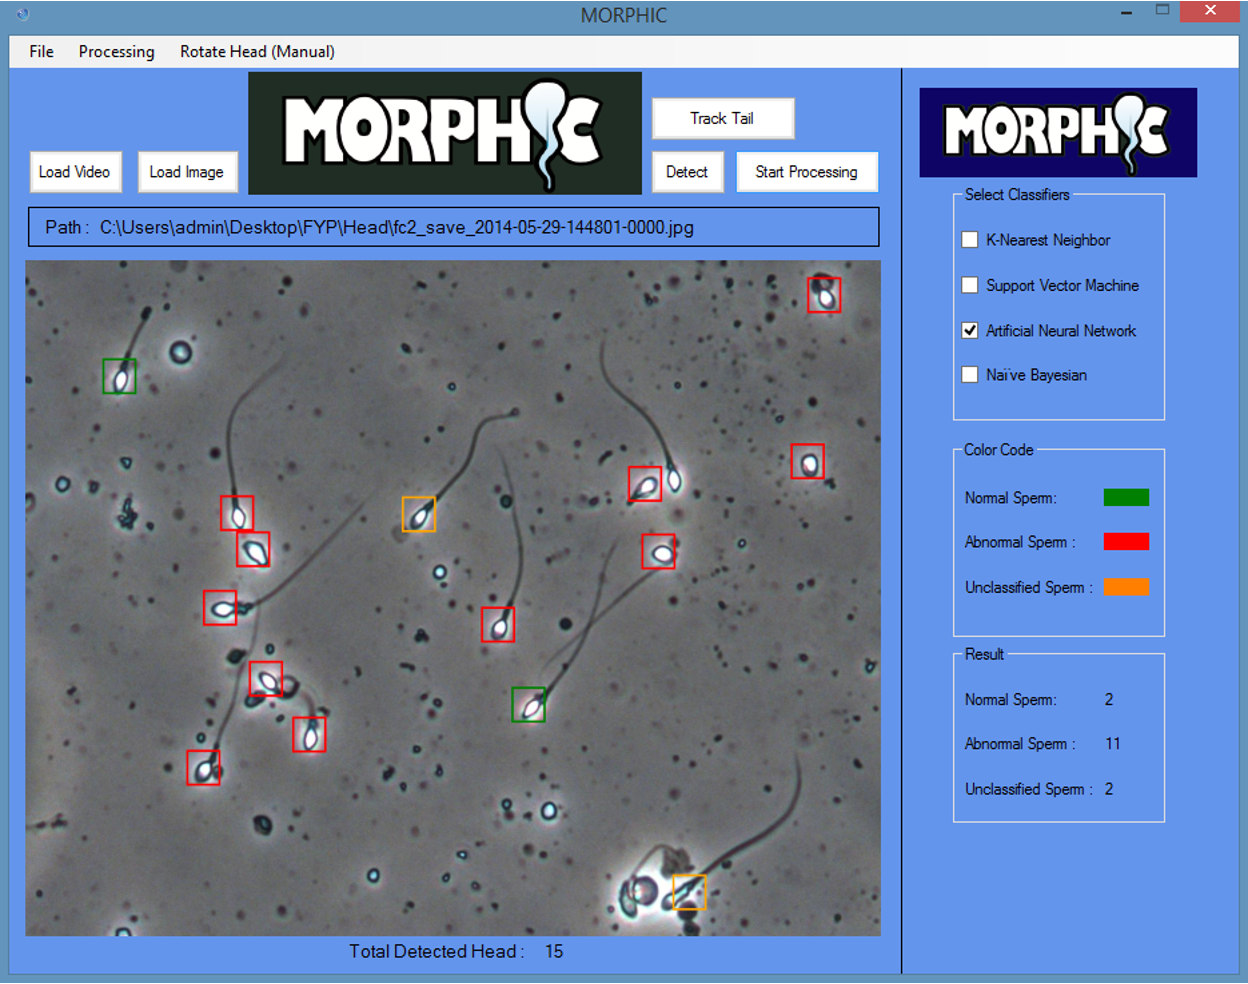 MORPHIC
File Processing Rotate Head (Manual)
MORPHIC
Track Tail
MORPHIC
Load Video Load Image Detect Start Processing
Path : C:\Users\admin\Desktop\FYP\Head\fc2_save_2014-05-29-144801-0000.jpg
Select Classifiers
K-Nearest Neighbor
Support Vector Machine
Artificial Neural Network
Naï've Bayesian
Color Code
Normal Sperm:
Abnormal Sperm :
Unclassified Sperm :
Result
Normal Sperm: 2
Abnormal Sperm : 11
Unclassified Sperm : 2
Total Detected Head : 15